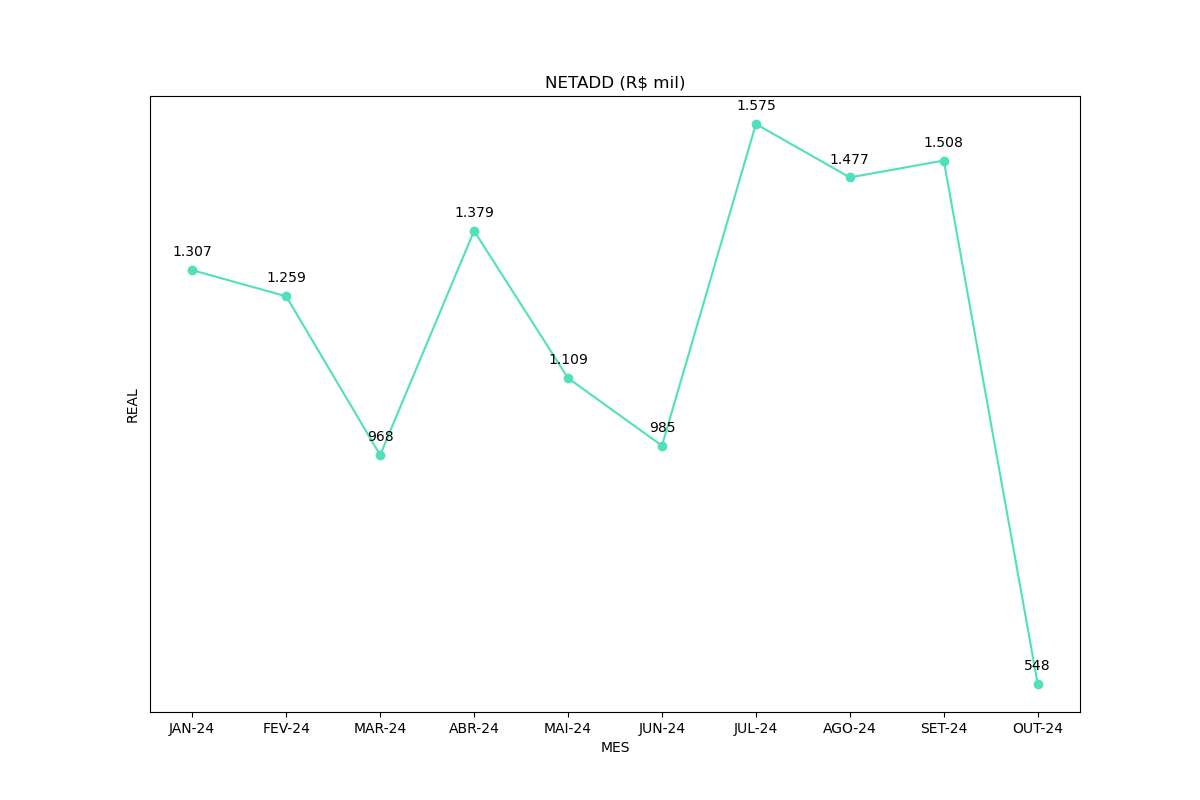 NETADD (R$ mil)
1.575
1.508
1.477
1.379
1.307
1.259
1.109
968
985
548
REAL
JAN-24 FEV-24 MAR-24 ABR-24 MAI-24 JUN-24 JUL-24 AGO-24 SET-24 OUT-24
MES